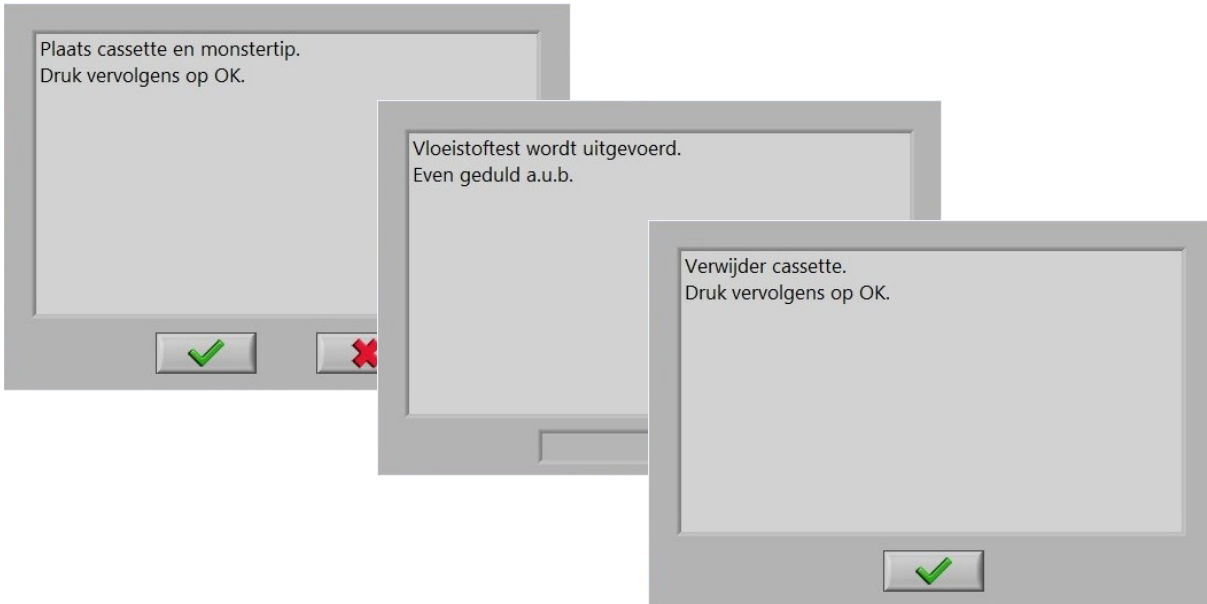 Plaats cassette en monstertip.
Druk vervolgens op OK.
Vloeistoftest wordt uitgevoerd.
Even geduld a.u.b.
Verwijder cassette.
Druk vervolgens op OK.